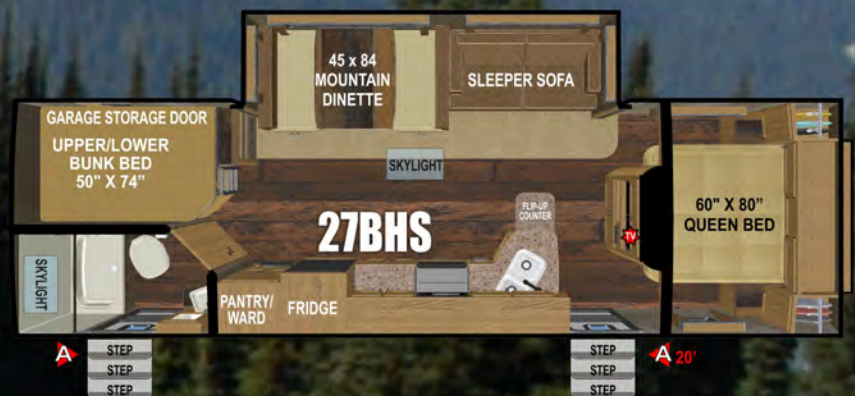 45 x 84
MOUNTAIN
DINETTE
SLEEPER SOFA
GARAGE STORAGE DOOR
UPPER/LOWER
BUNK BED
50" X 74"
SKYLIGHT
60" X 80"
QUEEN BED
FLIP-UP
COUNTER
27BHS
TV
SKYLIGHT
PANTRY/
WARD
FRIDGE
A
STEP
STEP
STEP
STEP
STEP
STEP
A 20'